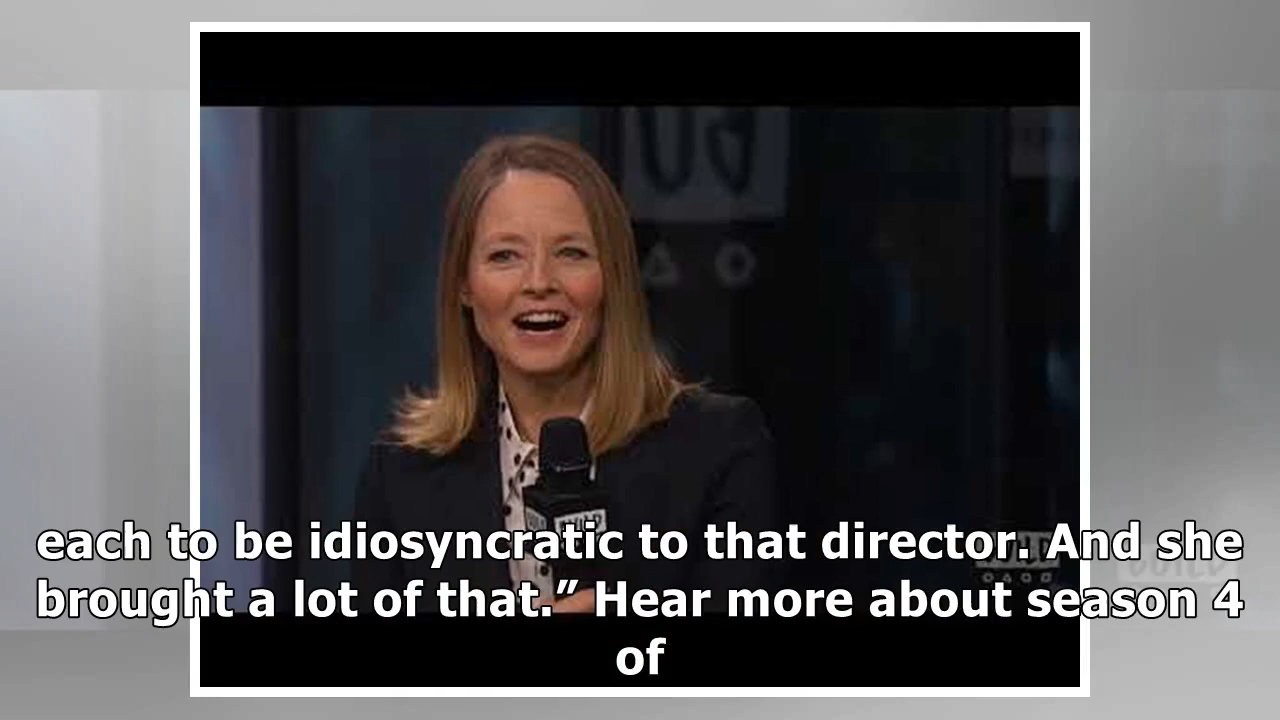 BUILD
each to be idiosyncratic to that director. And she
brought a lot of that.” Hear more about season 4
of